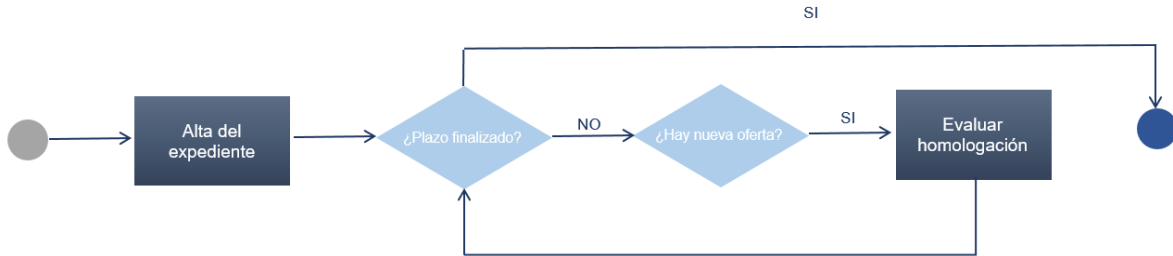 SI
Alta del
expediente
¿Plazo finalizado?
NO
¿Hay nueva oferta?
SI
Evaluar
homologación